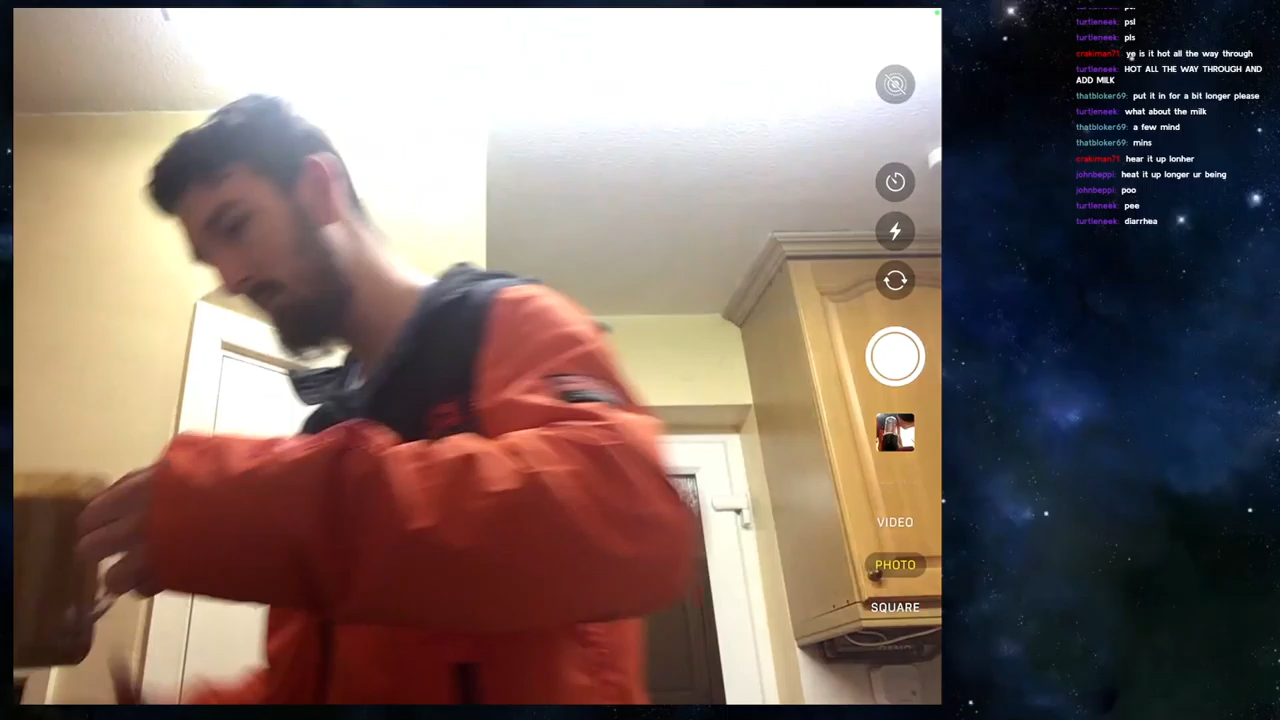 turtleneek: psl
turtleneek: pls
crakiman71: ye is it hot all the way through
turtleneek: HOT ALL THE WAY THROUGH AND
ADD MILK
thatbloker69: put it in for a bit longer please
turtleneek: what about the milk
thatbloker69: a few mind
thatbloker69: mins
crakiman71: hear it up lonher
johnbeppi: heat it up longer ur being
johnbeppi: poo
turtleneek: pee
turtleneek: diarrhea
VIDEO
PHOTO
SQUARE